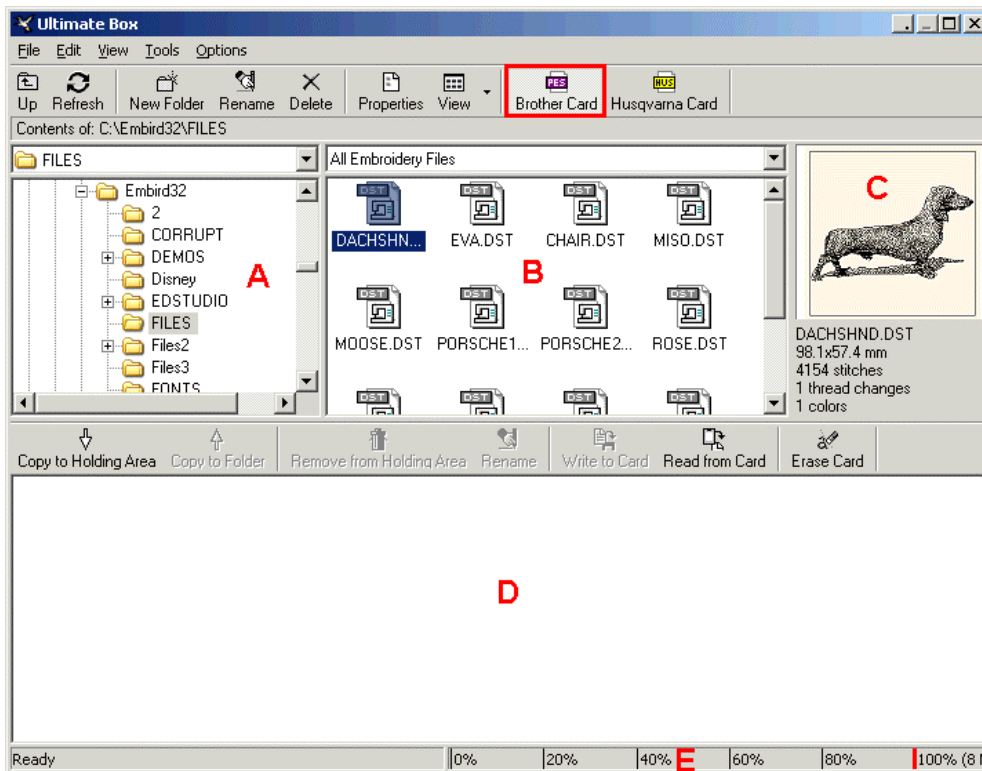 Ultimate Box
File Edit View Tools Options
Up Refresh New Folder Rename Delete Properties View PES Brother Card HUS Husqvarna Card
Contents of: C:\Embird32\FILES
FILES All Embroidery Files
Embird32
2
CORRUPT
DEMOS
Disney
EDSTUDIO
FILES
Files2
Files3
FONTS
A
DST DST DST DST
DACHSHN... EVA.DST CHAIR.DST MISO.DST
B
DST DST DST DST
MOOSE.DST PORSCHE1... PORSCHE2... ROSE.DST
DST DST DST DST
C
DACHSHND.DST
98.1x57.4 mm
4154 stitches
1 thread changes
1 colors
Copy to Holding Area Copy to Folder Remove from Holding Area Rename Write to Card Read from Card Erase Card
D
Ready 0% 20% 40% E 60% 80% 100% (8